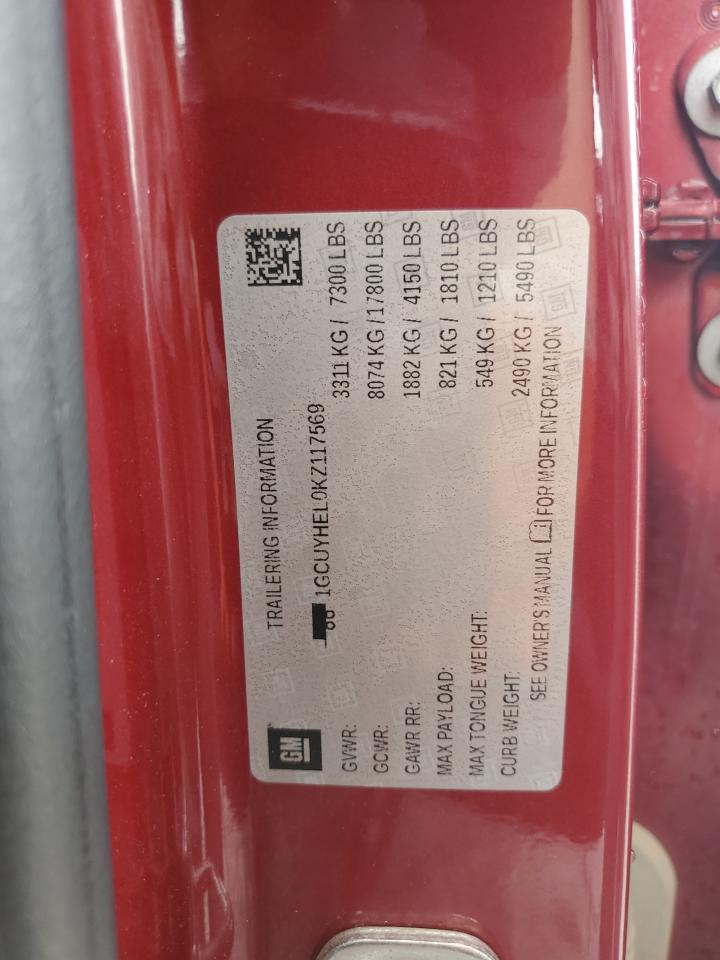 GM
TRAILERING INFORMATION
1GCUYHEL0KZ117569
GVWR: 3311 KG / 7300 LBS
GCWR: 8074 KG / 17800 LBS
GAWR RR: 1882 KG / 4150 LBS
MAX PAYLOAD: 821 KG / 1810 LBS
MAX TONGUE WEIGHT: 549 KG / 1210 LBS
CURB WEIGHT: 2490 KG / 5490 LBS
SEE OWNER'S MANUAL FOR MORE INFORMATION